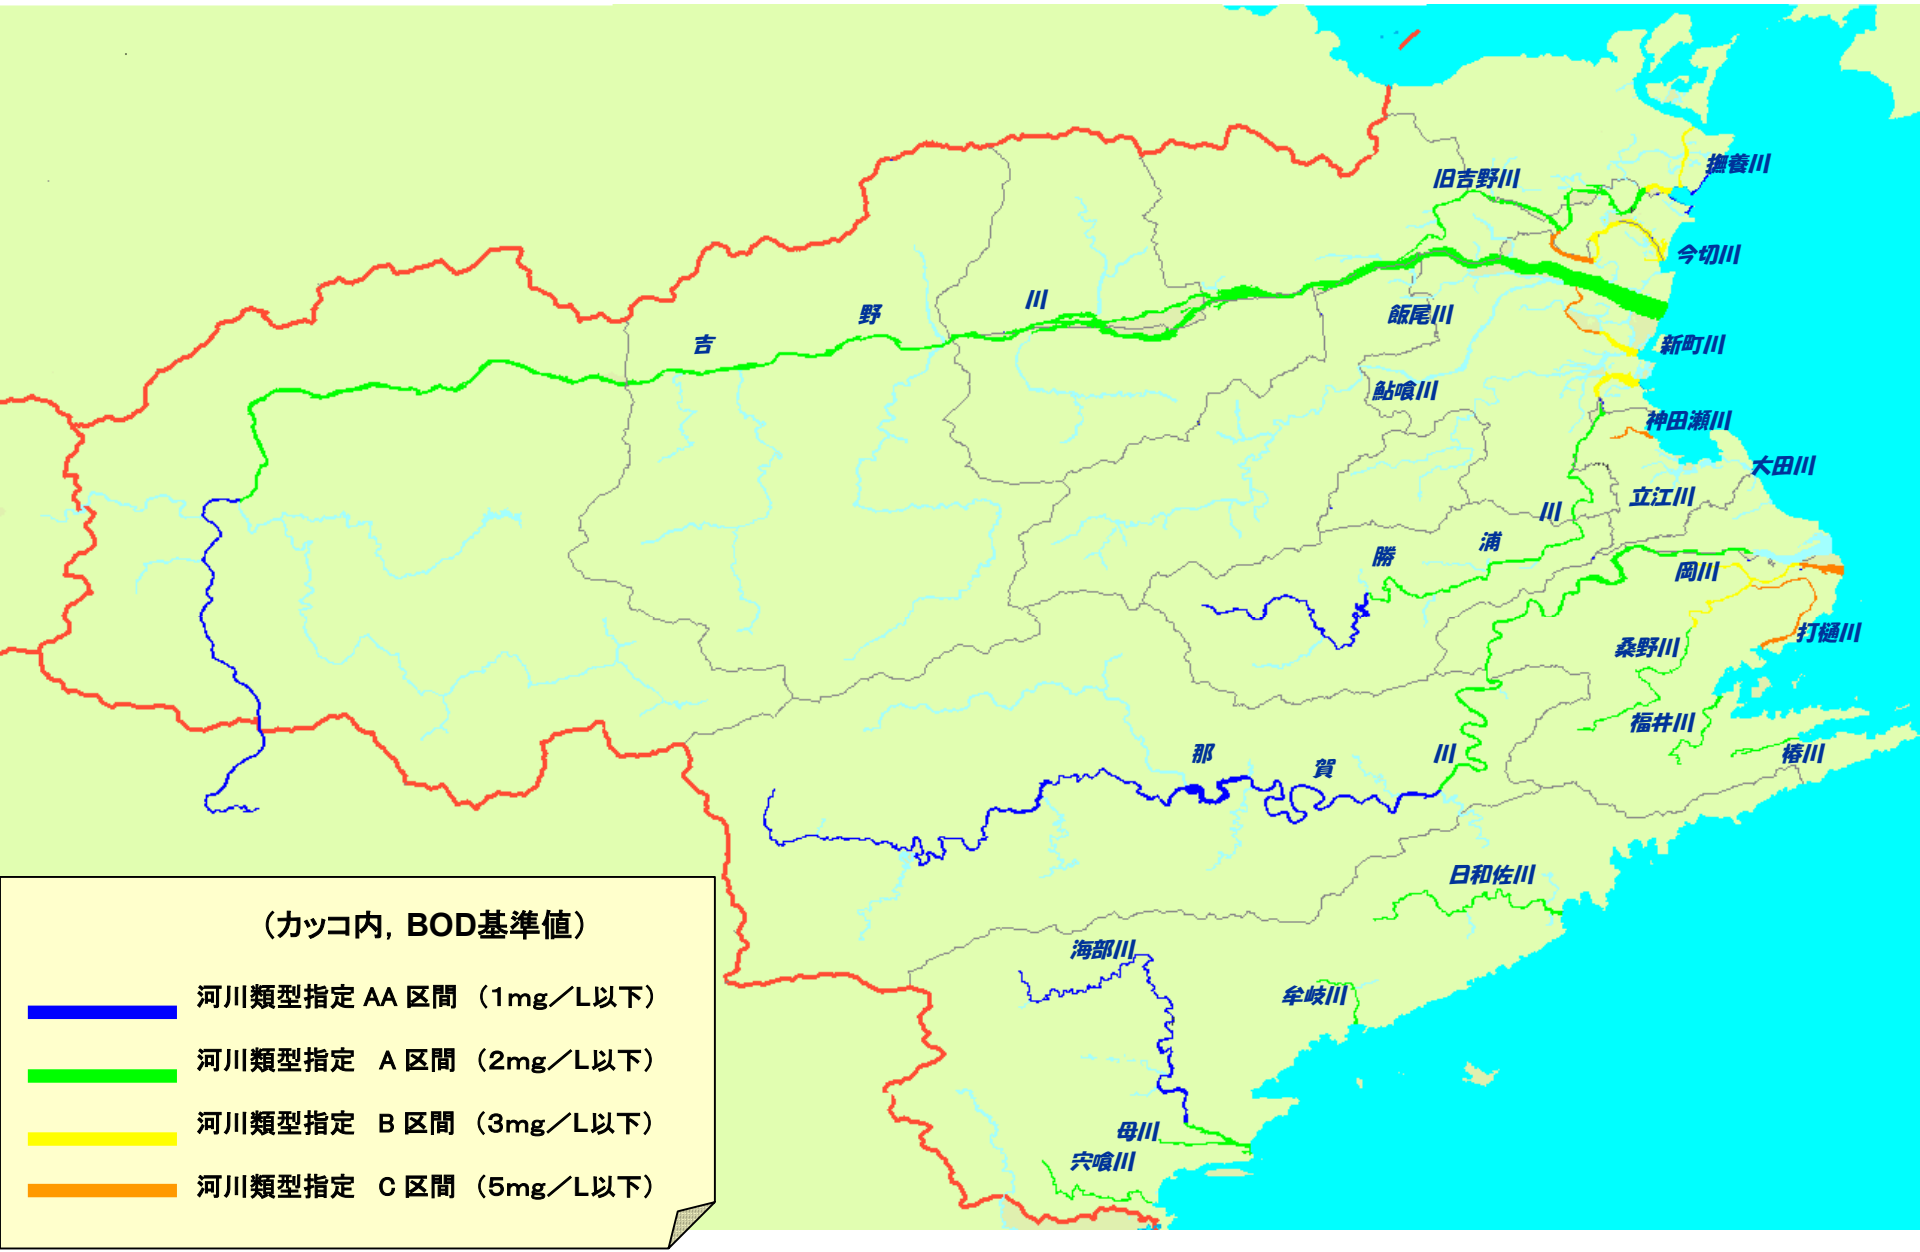 撫養川
旧吉野川
今切川
吉野川
飯尾川
新町川
鮎喰川
神田瀬川
大田川
立江川
勝浦川
岡川
打樋川
桑野川
福井川
椿川
那賀川
日和佐川
海部川
牟岐川
母川
宍喰川
（カッコ内，BOD基準値）
河川類型指定 AA 区間 （1mg／L以下）
河川類型指定 A 区間 （2mg／L以下）
河川類型指定 B 区間 （3mg／L以下）
河川類型指定 C 区間 （5mg／L以下）